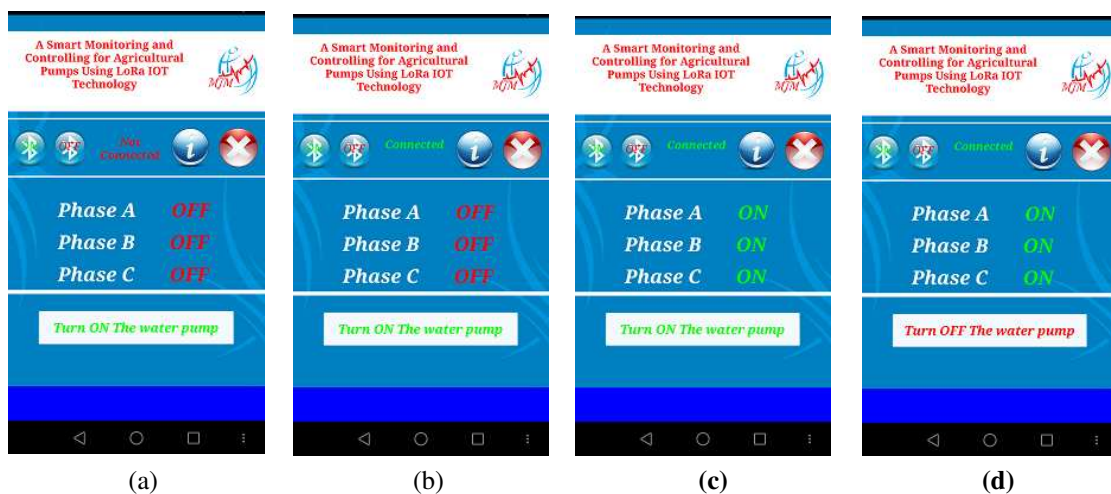 A Smart Monitoring and
Controlling for Agricultural
Pumps Using LoRa IOT
Technology
MJM
OFF
Not
Connected
i
Phase A OFF
Phase B OFF
Phase C OFF
Turn ON The water pump
(a)
A Smart Monitoring and
Controlling for Agricultural
Pumps Using LoRa IOT
Technology
MJM
OFF
Connected
i
Phase A OFF
Phase B OFF
Phase C OFF
Turn ON The water pump
(b)
A Smart Monitoring and
Controlling for Agricultural
Pumps Using LoRa IOT
Technology
MJM
OFF
Connected
i
Phase A ON
Phase B ON
Phase C ON
Turn ON The water pump
(c)
A Smart Monitoring and
Controlling for Agricultural
Pumps Using LoRa IOT
Technology
MJM
OFF
Connected
i
Phase A ON
Phase B ON
Phase C ON
Turn OFF The water pump
(d)